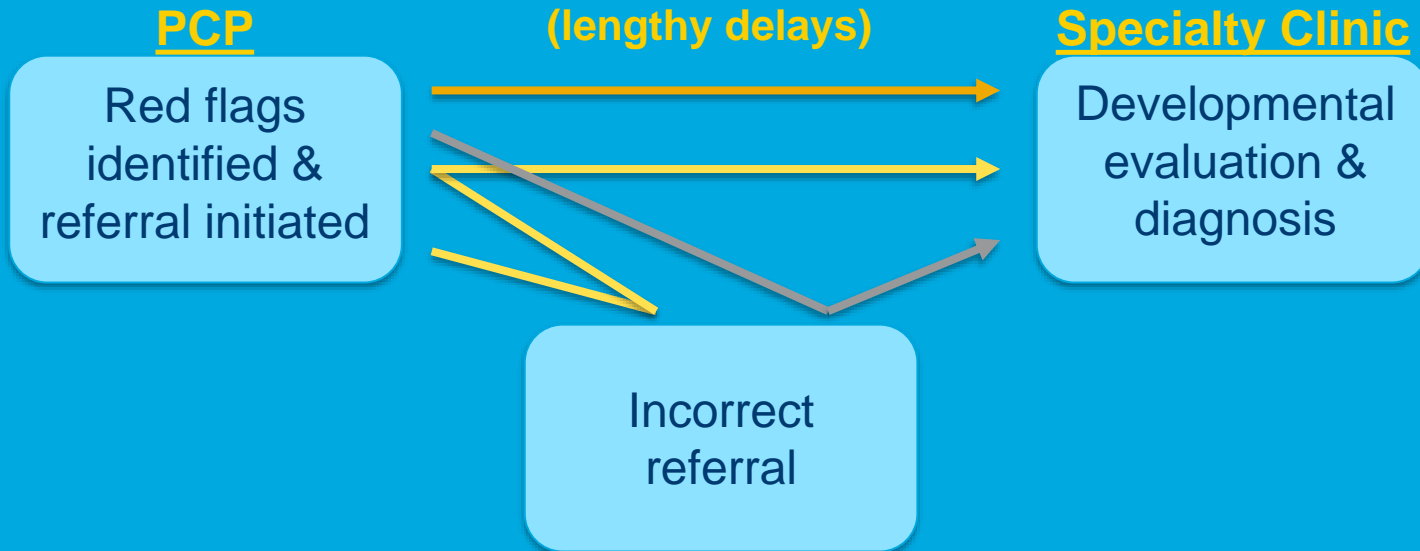 PCP
(lengthy delays)
Specialty Clinic
Red flags
identified &
referral initiated
Developmental
evaluation &
diagnosis
Incorrect
referral